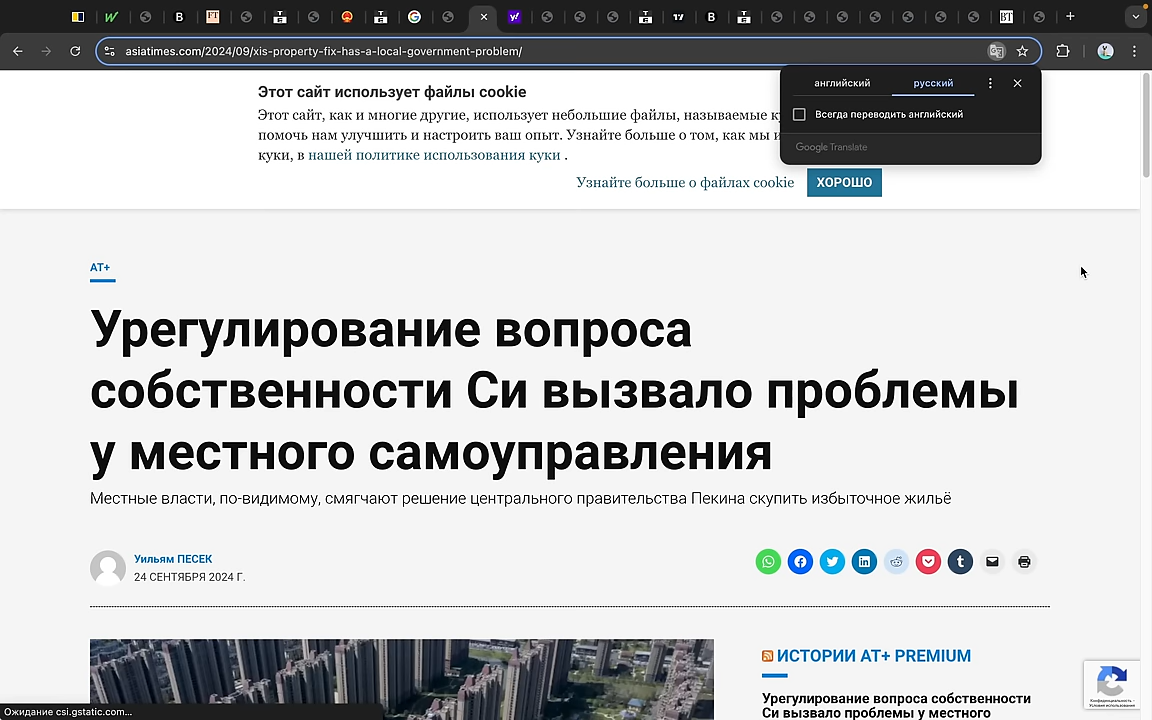 asiatimes.com/2024/09/xis-property-fix-has-a-local-government-problem/
английский
русский
Всегда переводить английский
Google Translate
Этот сайт использует файлы cookie
Этот сайт, как и многие другие, использует небольшие файлы, называемые
помочь нам улучшить и настроить ваш опыт. Узнайте больше о том, как мы
куки, в нашей политике использования куки .
Узнайте больше о файлах cookie
ХОРОШО
AT+
Урегулирование вопроса
собственности Си вызвало проблемы
у местного самоуправления
Местные власти, по-видимому, смягчают решение центрального правительства Пекина скупить избыточное жильё
Уильям ПЕСЕК
24 СЕНТЯБРЯ 2024 Г.
ИСТОРИИ AT+ PREMIUM
Урегулирование вопроса собственности
Си вызвало проблемы у местного
Конфиденциальность -
Условия использования
Ожидание csi.gstatic.com...